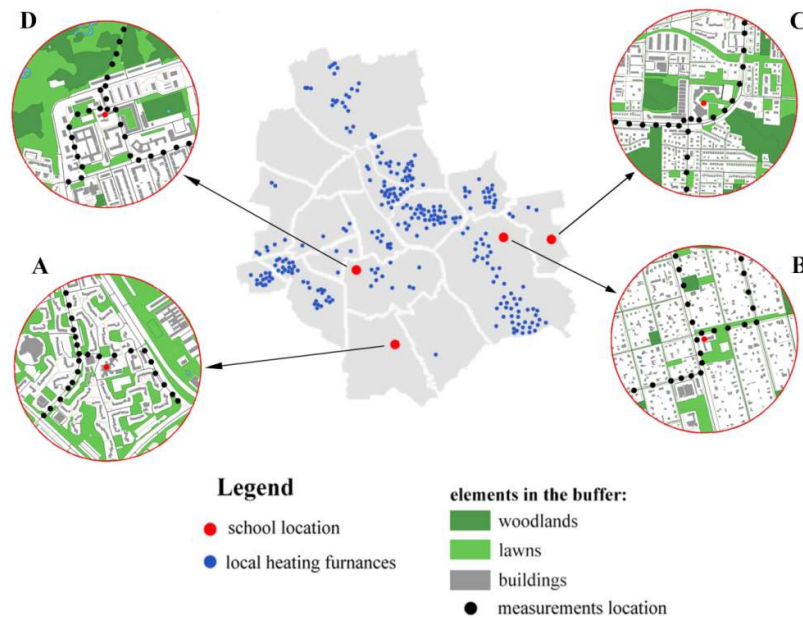 D
C
A
B
Legend
school location
local heating furnances
elements in the buffer:
woodlands
lawns
buildings
measurements location